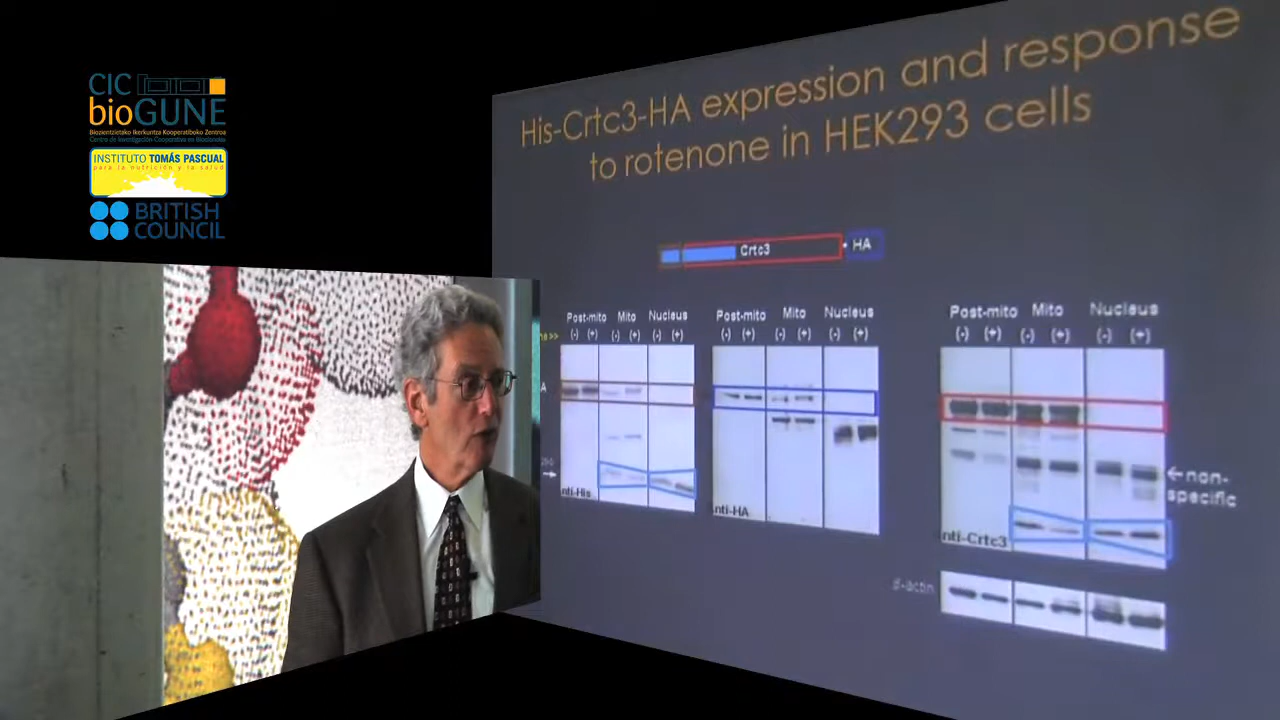 CIC
bioGUNE
Biozientzietako Ikerkuntza Kooperatiboko Zentroa
Centro de Investigación Cooperativa en Biociencias
INSTITUTO TOMÁS PASCUAL
para la nutrición y la salud
BRITISH
COUNCIL
His-Crtc3-HA expression and response
to rotenone in HEK293 cells
Crtc3 HA
Post-mito Mito Nucleus
(-) (+) (-) (+) (-) (+)
nti-His
Post-mito Mito Nucleus
(-) (+) (-) (+) (-) (+)
nti-HA
Post-mito Mito Nucleus
(-) (+) (-) (+) (-) (+)
←non-
specific
nti-Crtc3
β-actin